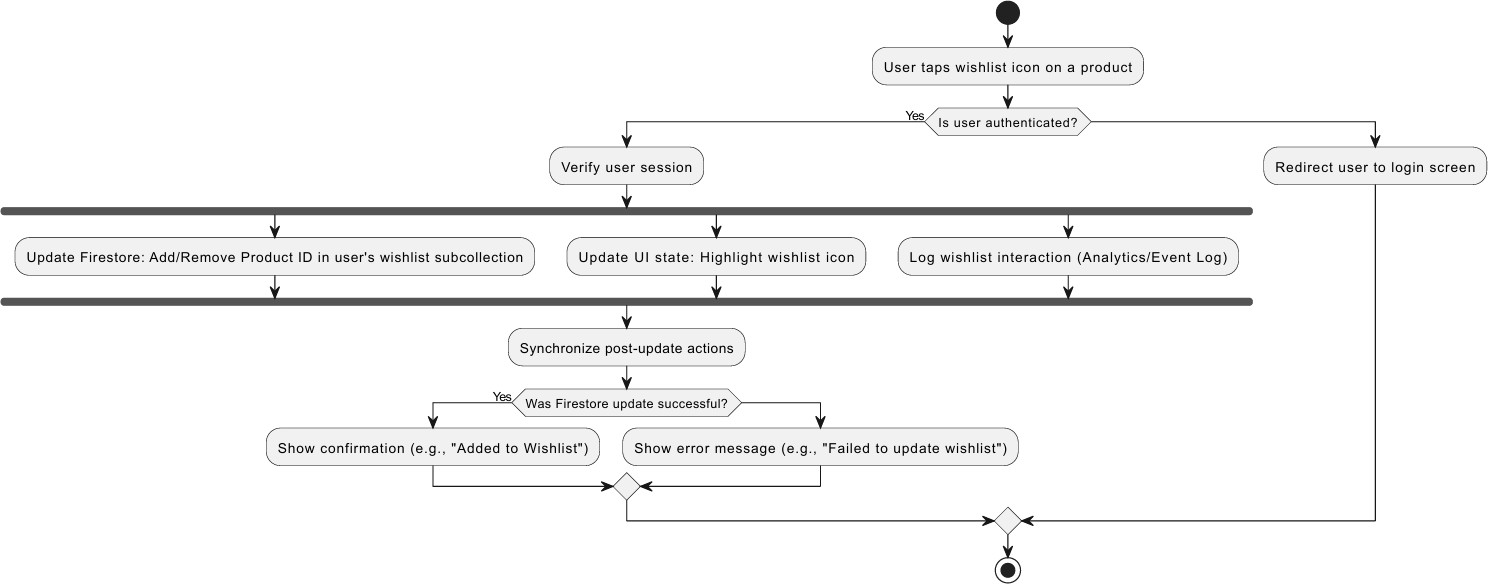 User taps wishlist icon on a product
Yes
Is user authenticated?
Verify user session
Redirect user to login screen
Update Firestore: Add/Remove Product ID in user's wishlist subcollection
Update UI state: Highlight wishlist icon
Log wishlist interaction (Analytics/Event Log)
Synchronize post-update actions
Yes
Was Firestore update successful?
Show confirmation (e.g., "Added to Wishlist")
Show error message (e.g., "Failed to update wishlist")